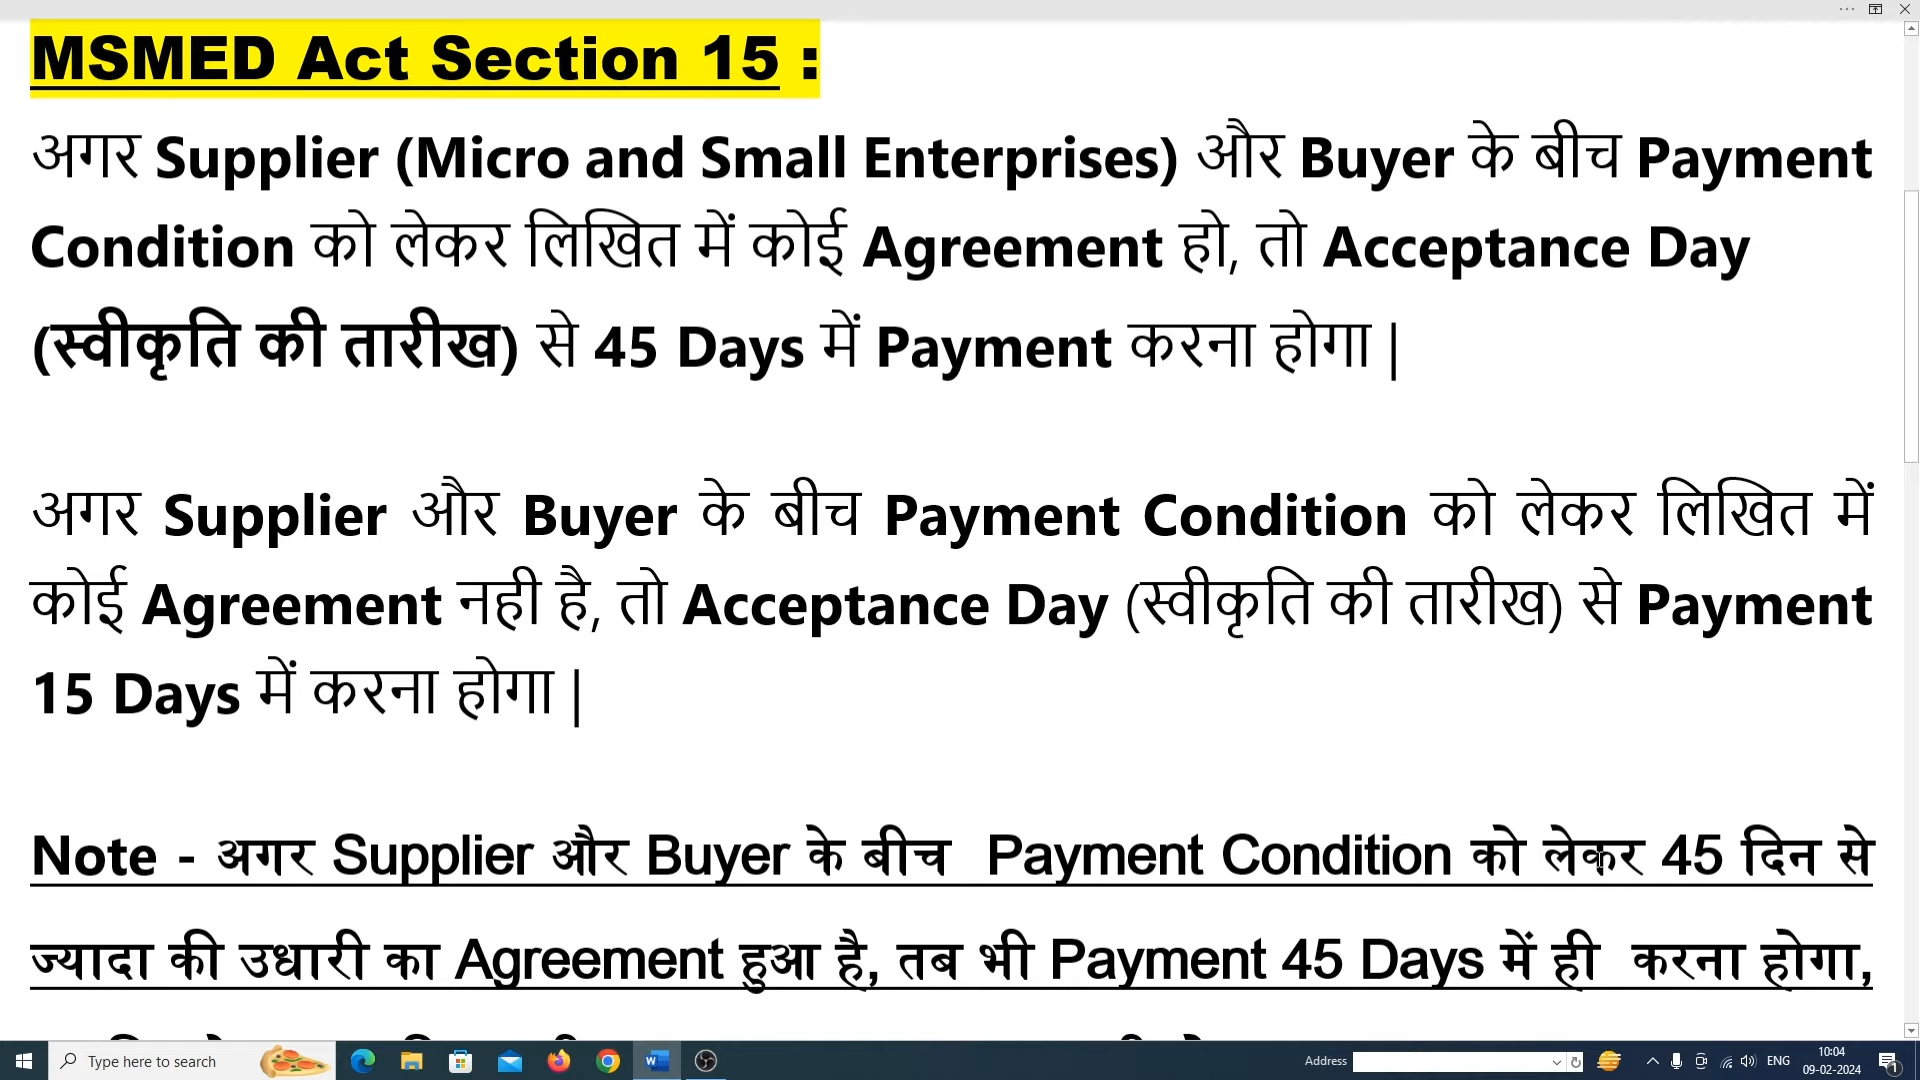 MSMED Act Section 15 :
अगर Supplier (Micro and Small Enterprises) और Buyer के बीच Payment
Condition को लेकर लिखित में कोई Agreement हो, तो Acceptance Day
(स्वीकृति की तारीख) से 45 Days में Payment करना होगा |
अगर Supplier और Buyer के बीच Payment Condition को लेकर लिखित में
कोई Agreement नही है, तो Acceptance Day (स्वीकृति की तारीख) से Payment
15 Days में करना होगा |
Note - अगर Supplier और Buyer के बीच Payment Condition को लेकर 45 दिन से
ज्यादा की उधारी का Agreement हुआ है, तब भी Payment 45 Days में ही करना होगा,
Type here to search
Address
ENG
10:04
09-02-2024
1